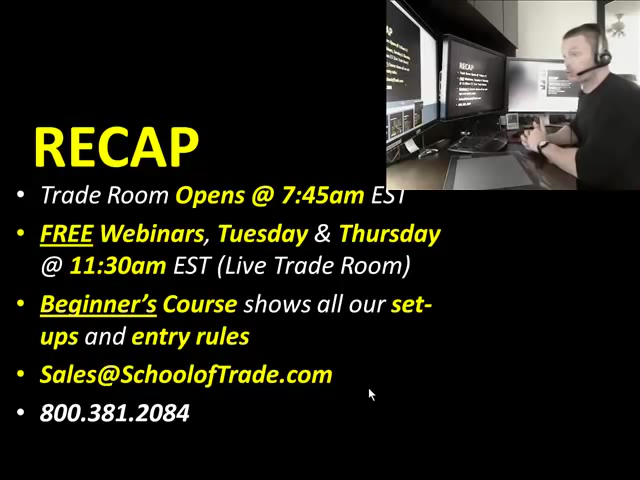 RECAP
• Trade Room Opens @ 7:45am EST
• FREE Webinars, Tuesday & Thursday
@ 11:30am EST (Live Trade Room)
• Beginner's Course shows all our set-
ups and entry rules
• Sales@SchoolofTrade.com
• 800.381.2084
RECAP